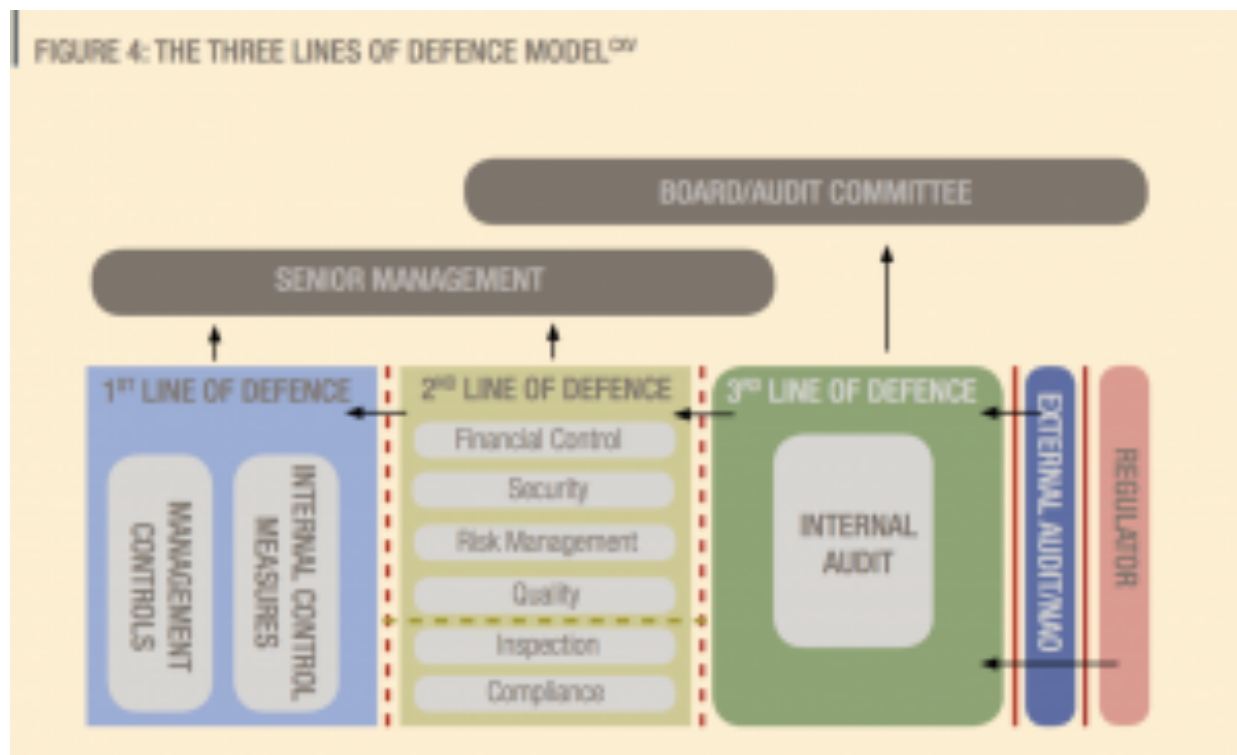 FIGURE 4: THE THREE LINES OF DEFENCE MODEL
BOARD/AUDIT COMMITTEE
SENIOR MANAGEMENT
1ST LINE OF DEFENCE
MANAGEMENT
CONTROLS
INTERNAL CONTROL
MEASURES
2ND LINE OF DEFENCE
Financial Control
Security
Risk Management
Quality
Inspection
Compliance
3RD LINE OF DEFENCE
INTERNAL
AUDIT
EXTERNAL AUDIT/NAO
REGULATOR